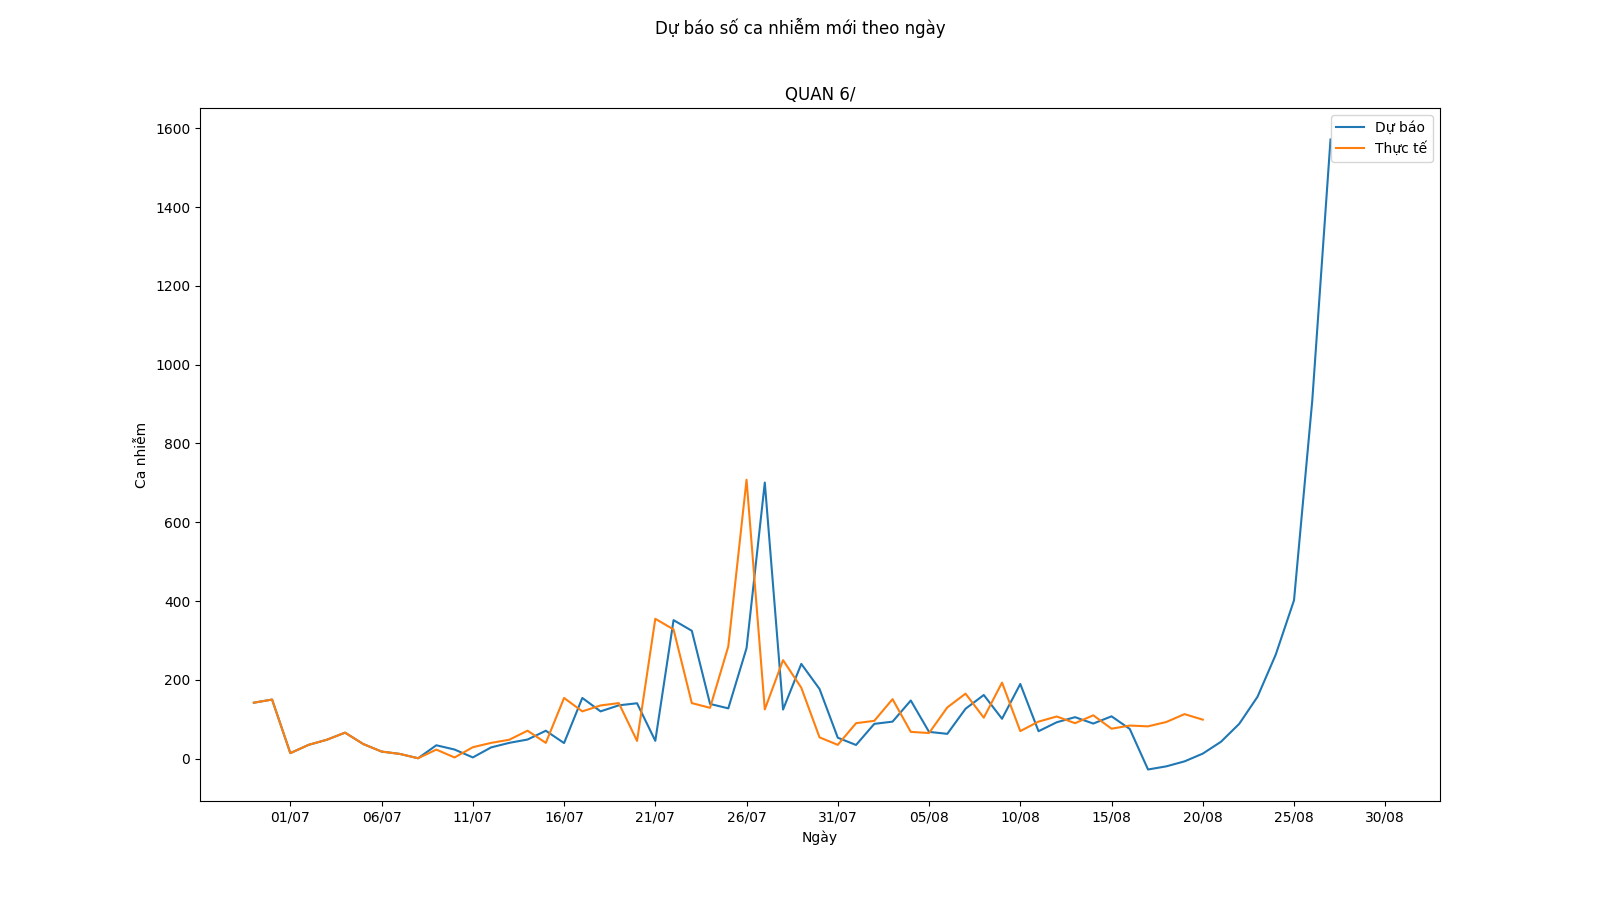 Dự báo số ca nhiễm mới theo ngày
QUAN 6/
Dự báo
Thực tế
1600
1400
1200
1000
800
600
400
200
0
Ca nhiễm
01/07 06/07 11/07 16/07 21/07 26/07 31/07 05/08 10/08 15/08 20/08 25/08 30/08
Ngày